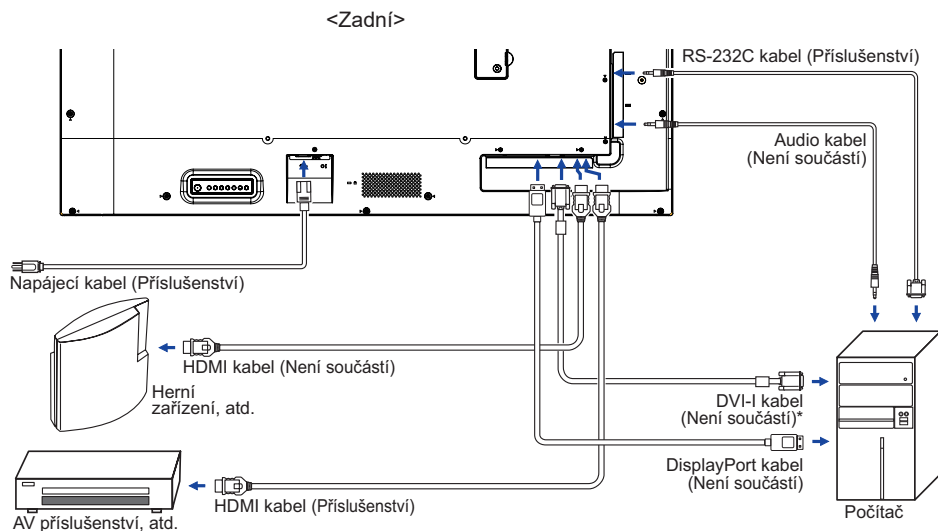 <Zadní>
RS-232C kabel (Příslušenství)
Audio kabel
(Není součástí)
Napájecí kabel (Příslušenství)
HDMI kabel (Není součástí)
Herní
zařízení, atd.
DVI-I kabel
(Není součástí)*
DisplayPort kabel
(Není součástí)
HDMI kabel (Příslušenství)
AV příslušenství, atd.
Počítač